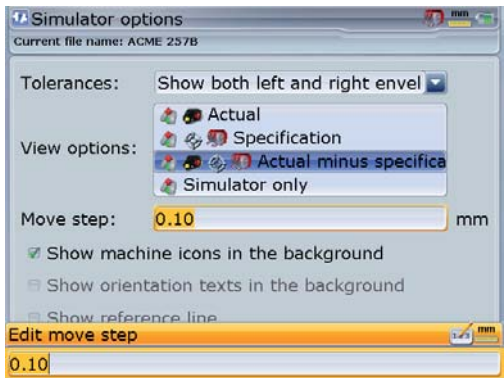 Simulator options
mm
Current file name: ACME 257B
Tolerances: Show both left and right envel
View options:
Actual
Specification
Actual minus specifica
Simulator only
Move step: 0.10 mm
Show machine icons in the background
Show orientation texts in the background
Show reference line
Edit move step
mm
0.10